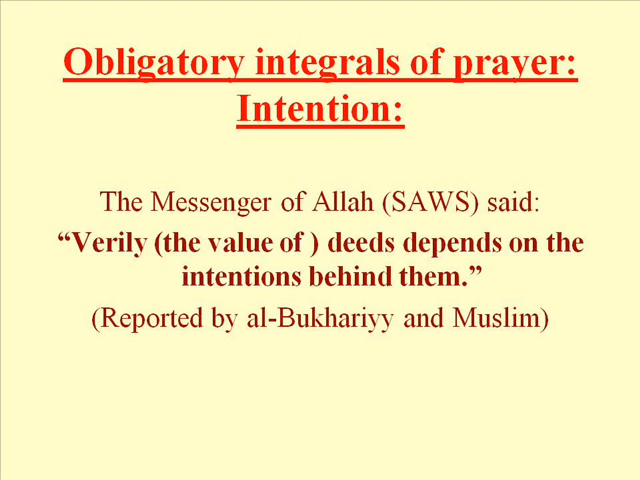 Obligatory integrals of prayer:
Intention:
The Messenger of Allah (SAWS) said:
“Verily (the value of ) deeds depends on the
intentions behind them.”
(Reported by al-Bukhariyy and Muslim)